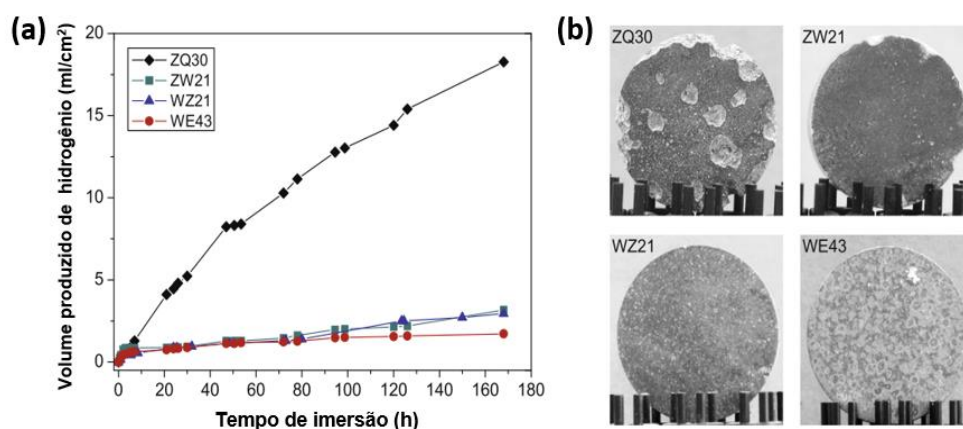 (a)
Volume produzido de hidrogênio (ml/cm²)
20
15
10
5
0
ZQ30
ZW21
WZ21
WE43
0 20 40 60 80 100 120 140 160 180
Tempo de imersão (h)
(b)
ZQ30
ZW21
WZ21
WE43